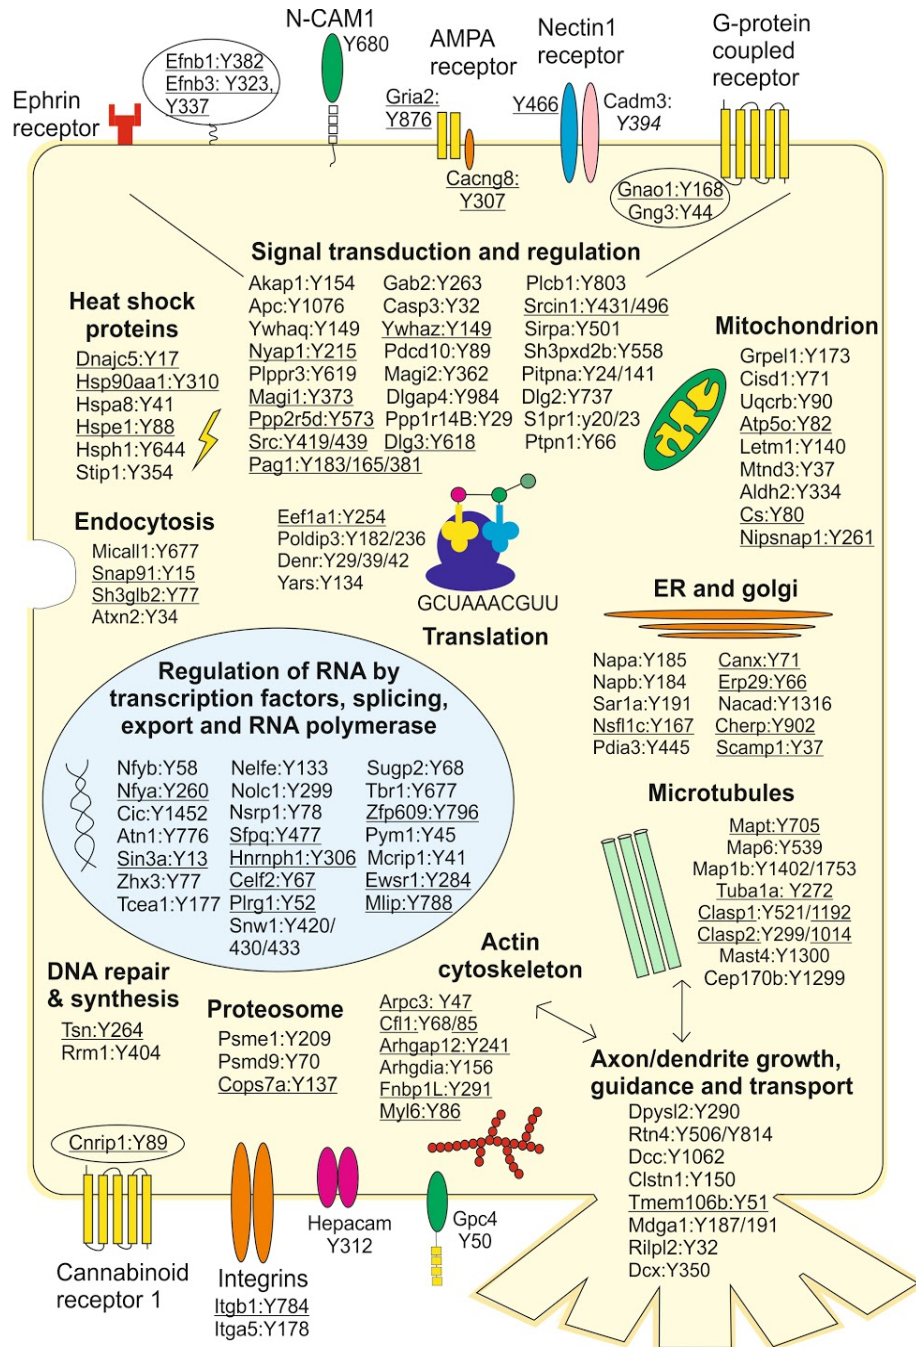 N-CAM1
Y680
AMPA
receptor
Nectin1
receptor
G-protein
coupled
receptor
Ephrin
receptor
Efnb1:Y382
Efnb3: Y323,
Y337
Gria2:
Y876
Cacng8:
Y307
Y466
Cadm3:
Y394
Gnao1:Y168
Gng3:Y44
Signal transduction and regulation
Akap1:Y154
Apc:Y1076
Ywhaq:Y149
Nyap1:Y215
Plppr3:Y619
Magi1:Y373
Ppp2r5d:Y573
Src:Y419/439
Pag1:Y183/165/381
Gab2:Y263
Casp3:Y32
Ywhaz:Y149
Pdcd10:Y89
Magi2:Y362
Dlgap4:Y984
Ppp1r14B:Y29
Dlg3:Y618
Plcb1:Y803
Srcin1:Y431/496
Sirpa:Y501
Sh3pxd2b:Y558
Pitpna:Y24/141
Dlg2:Y737
S1pr1:y20/23
Ptpn1:Y66
Heat shock
proteins
Dnajc5:Y17
Hsp90aa1:Y310
Hspa8:Y41
Hspe1:Y88
Hsph1:Y644
Stip1:Y354
Mitochondrion
Grpel1:Y173
Cisd1:Y71
Uqcrb:Y90
Atp5o:Y82
Letm1:Y140
Mtnd3:Y37
Aldh2:Y334
Cs:Y80
Nipsnap1:Y261
Endocytosis
Micall1:Y677
Snap91:Y15
Sh3glb2:Y77
Atxn2:Y34
Eef1a1:Y254
Poldip3:Y182/236
Denr:Y29/39/42
Yars:Y134
GCUAAACGUU
Translation
ER and golgi
Napa:Y185
Napb:Y184
Sar1a:Y191
Nsfl1c:Y167
Pdia3:Y445
Canx:Y71
Erp29:Y66
Nacad:Y1316
Cherp:Y902
Scamp1:Y37
Regulation of RNA by
transcription factors, splicing,
export and RNA polymerase
Nfyb:Y58
Nfya:Y260
Cic:Y1452
Atn1:Y776
Sin3a:Y13
Zhx3:Y77
Tcea1:Y177
Nelfe:Y133
Nolc1:Y299
Nsrp1:Y78
Sfpq:Y477
Hnrnph1:Y306
Celf2:Y67
Plrg1:Y52
Snw1:Y420/
430/433
Sugp2:Y68
Tbr1:Y677
Zfp609:Y796
Pym1:Y45
Mcrip1:Y41
Ewsr1:Y284
Mlip:Y788
Microtubules
Mapt:Y705
Map6:Y539
Map1b:Y1402/1753
Tuba1a: Y272
Clasp1:Y521/1192
Clasp2:Y299/1014
Mast4:Y1300
Cep170b:Y1299
DNA repair
& synthesis
Tsn:Y264
Rrm1:Y404
Proteosome
Psme1:Y209
Psmd9:Y70
Cops7a:Y137
Actin
cytoskeleton
Arpc3: Y47
Cfl1:Y68/85
Arhgap12:Y241
Arhgdia:Y156
Fnbp1L:Y291
Myl6:Y86
Axon/dendrite growth,
guidance and transport
Dpysl2:Y290
Rtn4:Y506/Y814
Dcc:Y1062
Clstn1:Y150
Tmem106b:Y51
Mdga1:Y187/191
Rilpl2:Y32
Dcx:Y350
Cnrip1:Y89
Cannabinoid
receptor 1
Integrins
Itgb1:Y784
Itga5:Y178
Hepacam
Y312
Gpc4
Y50